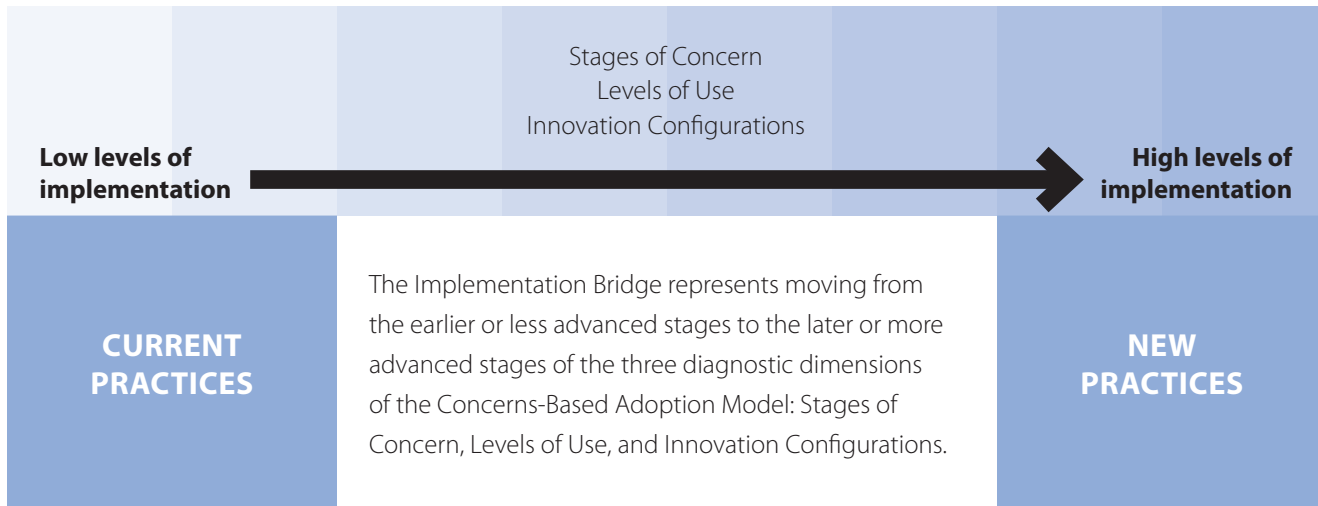 Stages of Concern
Levels of Use
Innovation Configurations
Low levels of
implementation
High levels of
implementation
CURRENT
PRACTICES
The Implementation Bridge represents moving from
the earlier or less advanced stages to the later or more
advanced stages of the three diagnostic dimensions
of the Concerns-Based Adoption Model: Stages of
Concern, Levels of Use, and Innovation Configurations.
NEW
PRACTICES